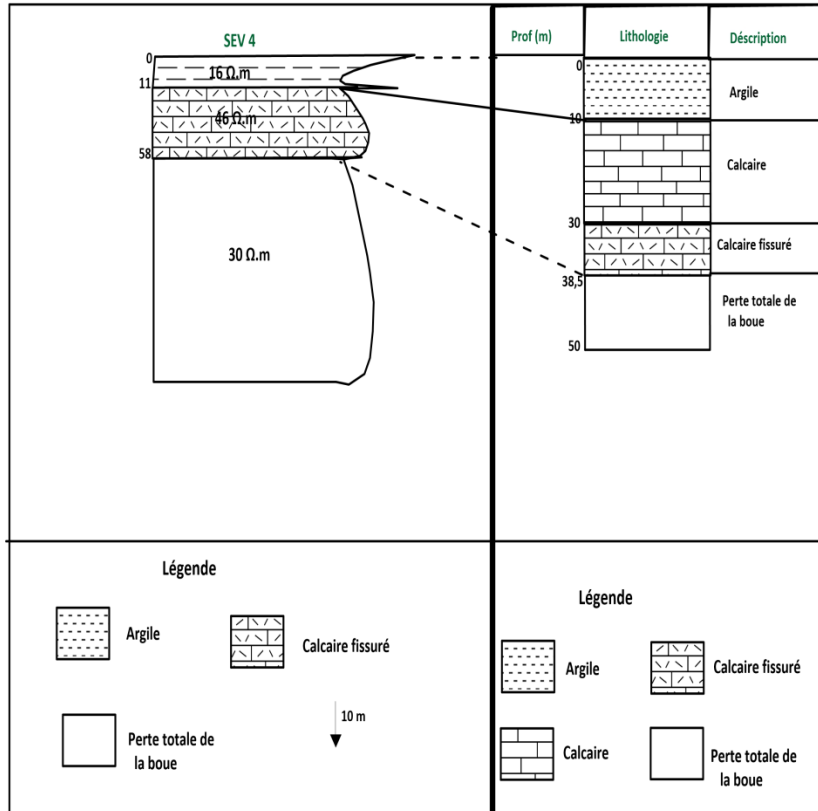 SEV 4
0
16 Ω.m
11
46 Ω.m
58
30 Ω.m
Prof (m)
Lithologie
Déscription
0
Argile
10
Calcaire
30
Calcaire fissuré
38,5
Perte totale de
la boue
50
Légende
Argile
Calcaire fissuré
Perte totale de
la boue
10 m
Légende
Argile
Calcaire fissuré
Calcaire
Perte totale de
la boue